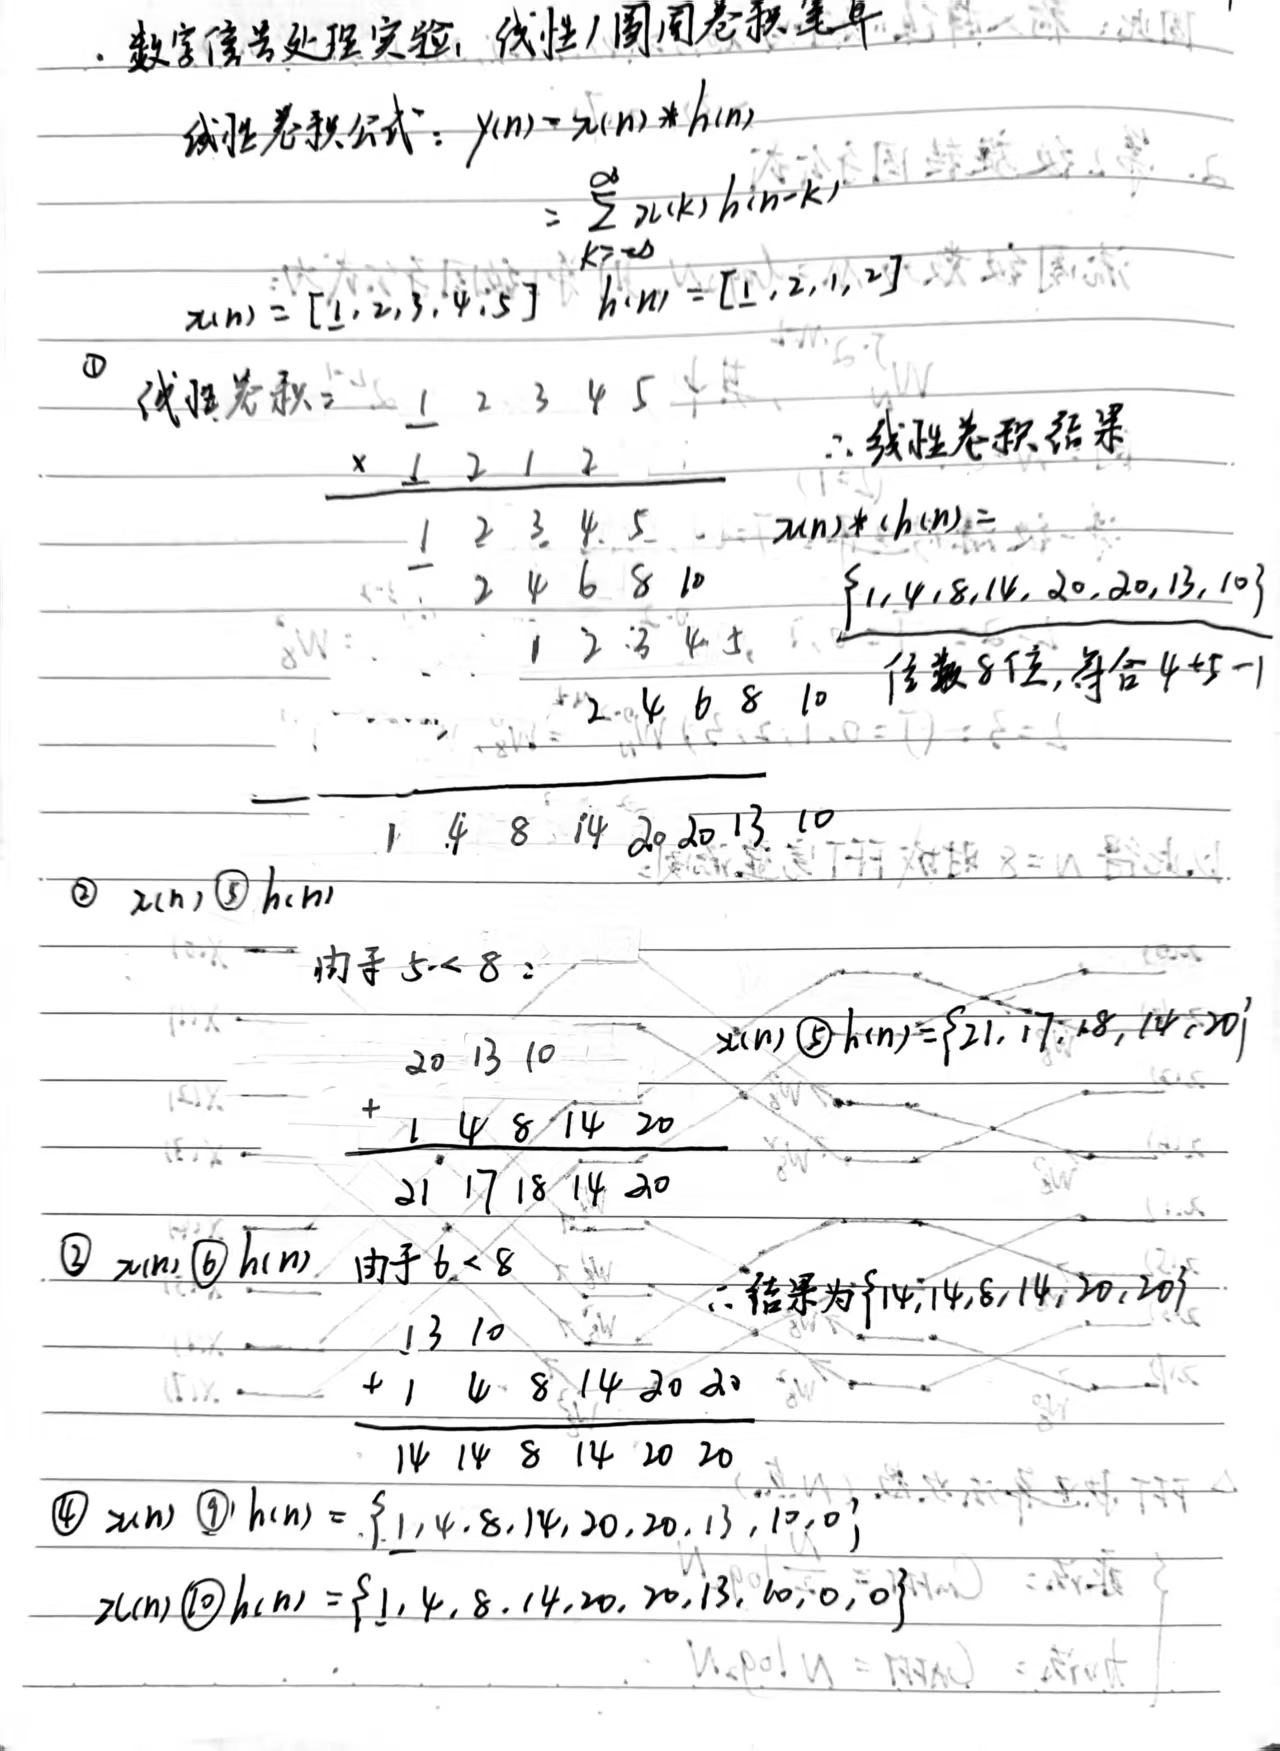 · 数字信号处理实验, 线性/圆周卷积笔算
线性卷积公式: y(n) = x(n) * h(n)
= ∑ x(k) h(n-k)
∞
k=-∞
x(n) = [1, 2, 3, 4, 5] h(n) = [1, 2, 1, 2]
①
线性卷积: 1 2 3 4 5
× 1 2 1 2
1 2 3 4 5
2 4 6 8 10
1 2 3 4 5
2 4 6 8 10
1 4 8 14 20 20 13 10
∴ 线性卷积结果
x(n) * h(n) =
{1, 4, 8, 14, 20, 20, 13, 10}
位数8位, 符合 4+5-1
② x(n) ⑤ h(n)
由于 5 < 8:
20 13 10
+ 1 4 8 14 20
21 17 18 14 20
x(n) ⑤ h(n) = {21, 17, 18, 14, 20}
③ x(n) ⑥ h(n) 由于 6 < 8
13 10
+ 1 4 8 14 20 20
14 14 8 14 20 20
∴ 结果为{14, 14, 8, 14, 20, 20}
④ x(n) ⑨ h(n) = {1, 4, 8, 14, 20, 20, 13, 10, 0}
x(n) ⑩ h(n) = {1, 4, 8, 14, 20, 20, 13, 10, 0, 0}